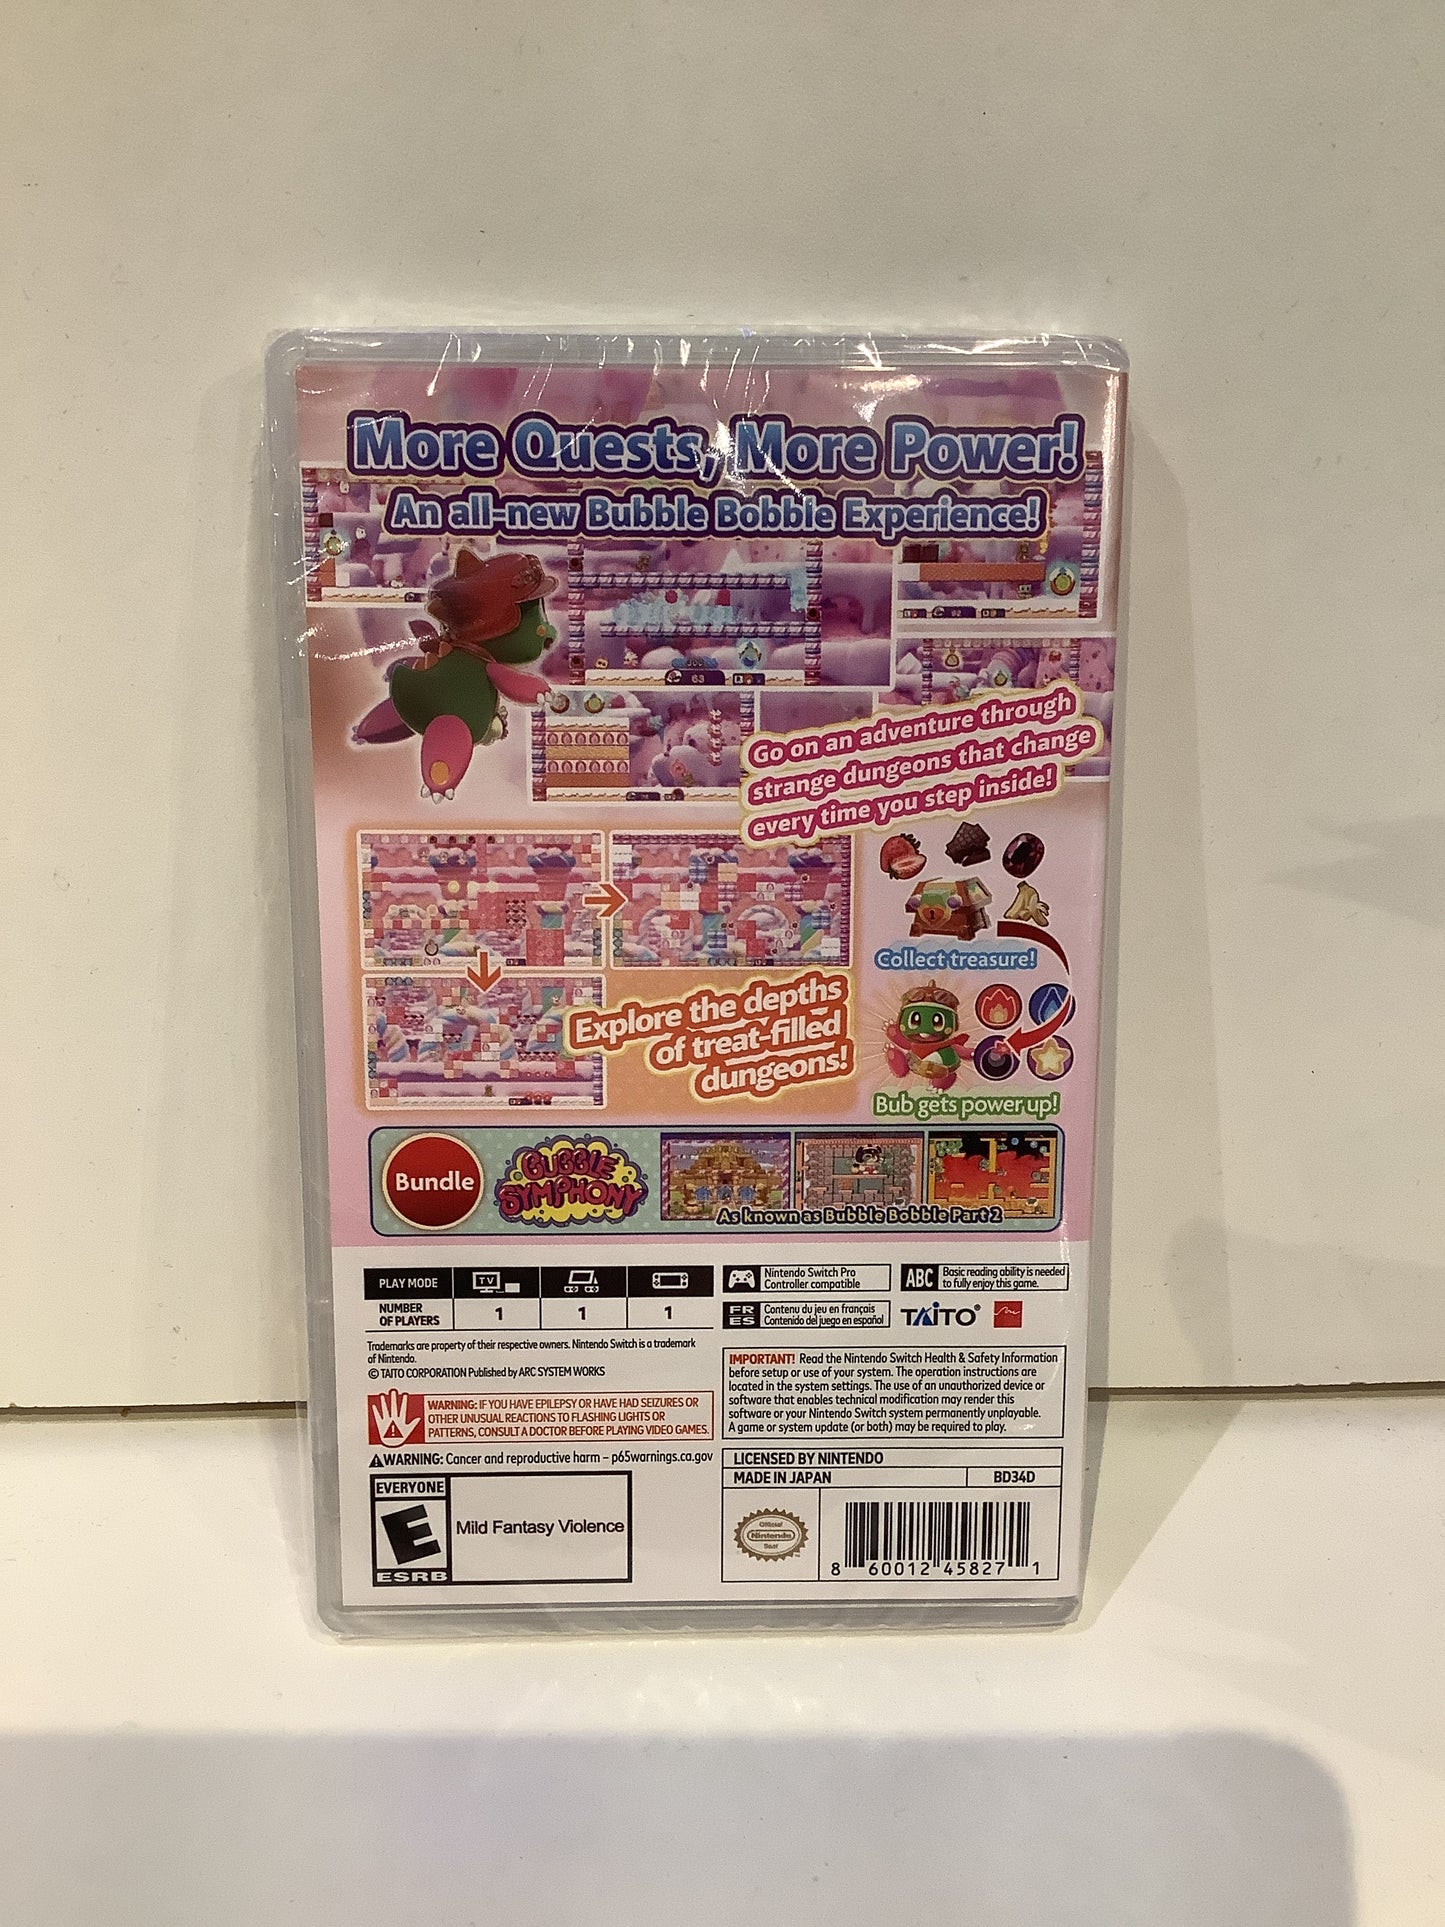 More Quests, More Power!
An all-new Bubble Bobble Experience!
63
Go on an adventure through
strange dungeons that change
every time you step inside!
Collect treasure!
Explore the depths
of treat-filled
dungeons!
Bub gets power up!
Bundle
BUBBLE
SYMPHONY
As known as Bubble Bobble Part 2
PLAY MODE
TV
NUMBER
OF PLAYERS
1
1
1
Nintendo Switch Pro
Controller compatible
ABC
Basic reading ability is needed
to fully enjoy this game.
FR
ES
Contenu du jeu en français
Contenido del juego en español
TAITO®
Trademarks are property of their respective owners. Nintendo Switch is a trademark
of Nintendo.
© TAITO CORPORATION Published by ARC SYSTEM WORKS
WARNING: IF YOU HAVE EPILEPSY OR HAVE HAD SEIZURES OR
OTHER UNUSUAL REACTIONS TO FLASHING LIGHTS OR
PATTERNS, CONSULT A DOCTOR BEFORE PLAYING VIDEO GAMES.
WARNING: Cancer and reproductive harm – p65warnings.ca.gov
IMPORTANT! Read the Nintendo Switch Health & Safety Information
before setup or use of your system. The operation instructions are
located in the system settings. The use of an unauthorized device or
software that enables technical modification may render this
software or your Nintendo Switch system permanently unplayable.
A game or system update (or both) may be required to play.
LICENSED BY NINTENDO
MADE IN JAPAN
BD34D
EVERYONE
E
ESRB
Mild Fantasy Violence
Official
Nintendo
Seal
8 60012 45827 1